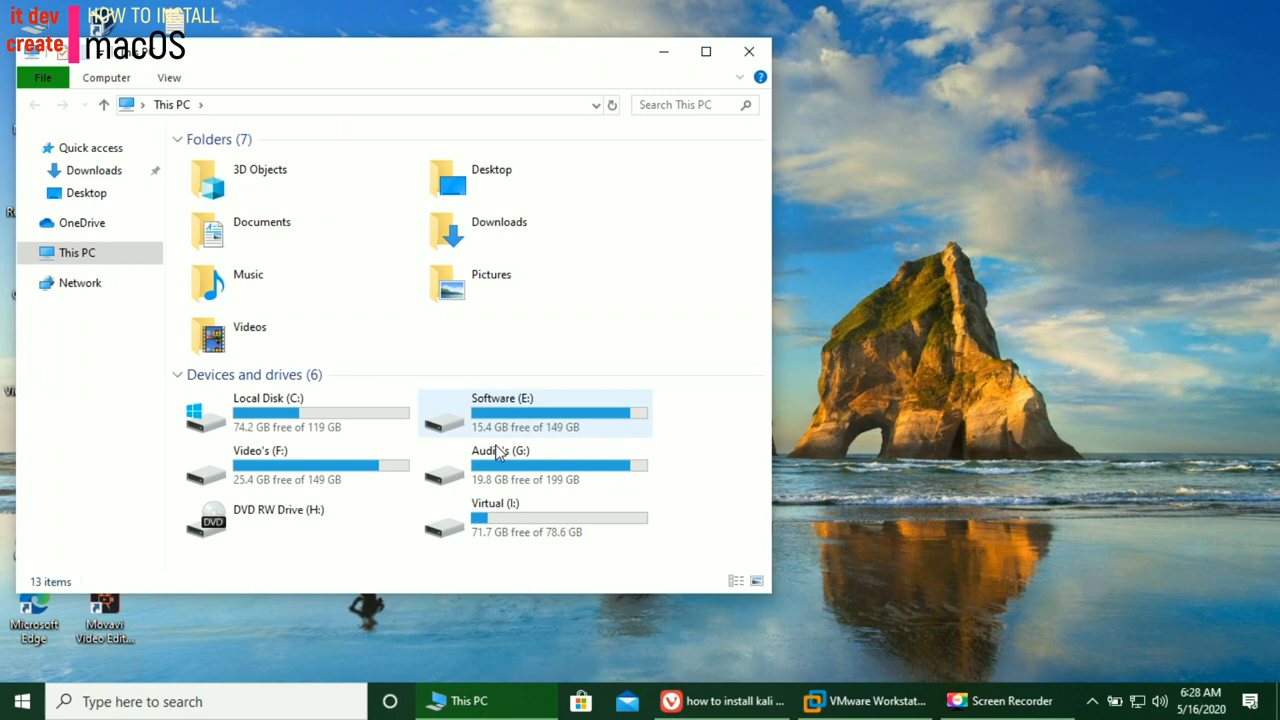 it dev
create
HOW TO INSTALL
macOS
File
Computer
View
This PC
Search This PC
Quick access
Downloads
Desktop
OneDrive
This PC
Network
Folders (7)
3D Objects
Desktop
Documents
Downloads
Music
Pictures
Videos
Devices and drives (6)
Local Disk (C:)
74.2 GB free of 119 GB
Software (E:)
15.4 GB free of 149 GB
Video's (F:)
25.4 GB free of 149 GB
19.8 GB free of 199 GB
DVD
DVD RW Drive (H:)
Virtual (I:)
71.7 GB free of 78.6 GB
13 items
Microsoft
Edge
Movavi
Video Edit...
Type here to search
This PC
how to install kali ...
VMware Workstat...
Screen Recorder
6:28 AM
5/16/2020